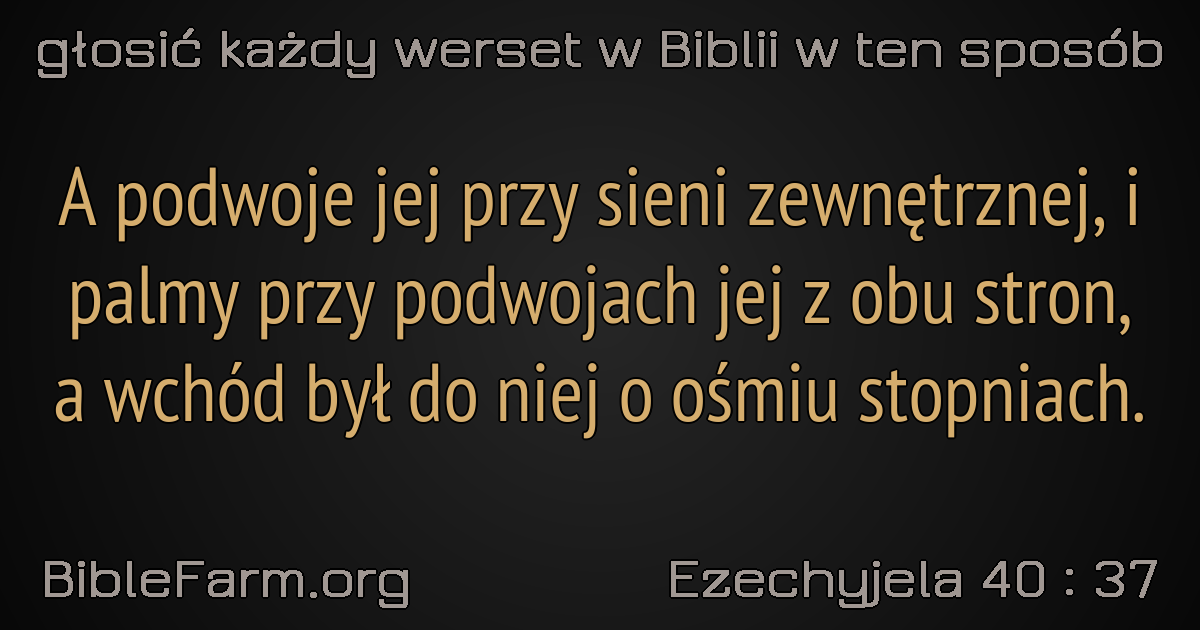 głosić każdy werset w Biblii w ten sposób
A podwoje jej przy sieni zewnętrznej, i
palmy przy podwojach jej z obu stron,
a wchód był do niej o ośmiu stopniach.
BibleFarm.org
Ezechyjela 40 : 37